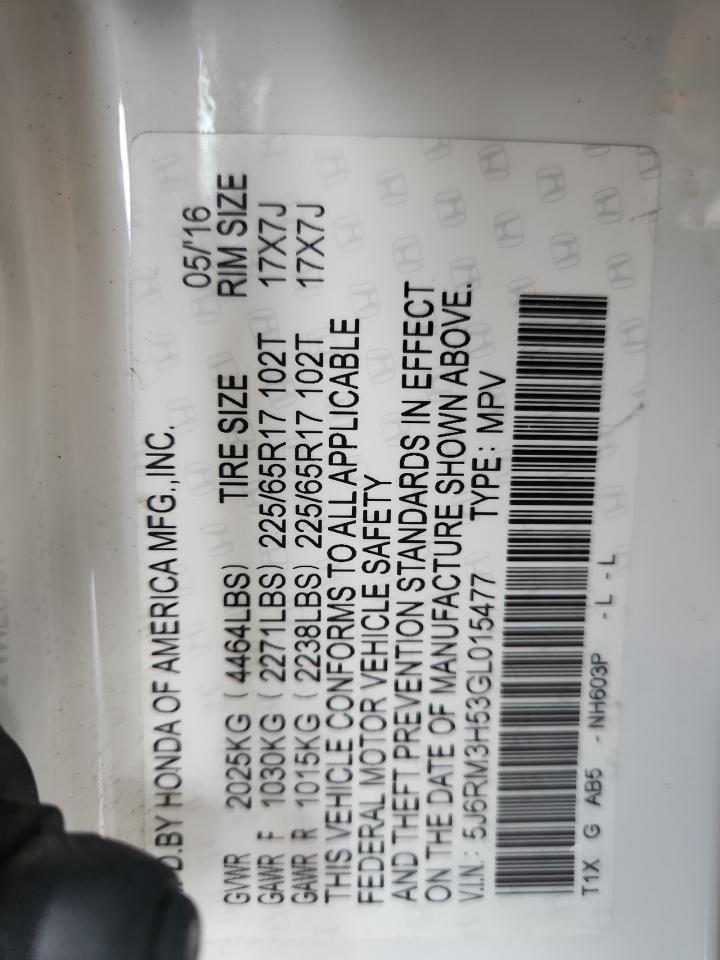 D.BY HONDA OF AMERICA MFG.,INC. 05/'16
GVWR 2025KG ( 4464LBS) TIRE SIZE RIM SIZE
GAWR F 1030KG ( 2271LBS) 225/65R17 102T 17X7J
GAWR R 1015KG ( 2238LBS) 225/65R17 102T 17X7J
THIS VEHICLE CONFORMS TO ALL APPLICABLE
FEDERAL MOTOR VEHICLE SAFETY
AND THEFT PREVENTION STANDARDS IN EFFECT
ON THE DATE OF MANUFACTURE SHOWN ABOVE.
V.I.N.: 5J6RM3H53GL015477 TYPE: MPV
T1X G AB5 - NH603P - L - L